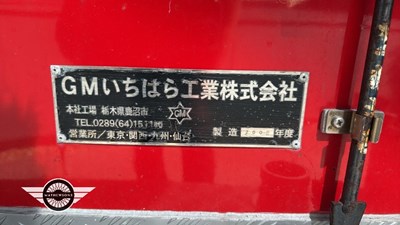 GMいちはら工業株式会社
本社工場 栃木県鹿沼市
TEL.0289(64)
GM
営業所／東京・関西・九州・仙台
製造 年度